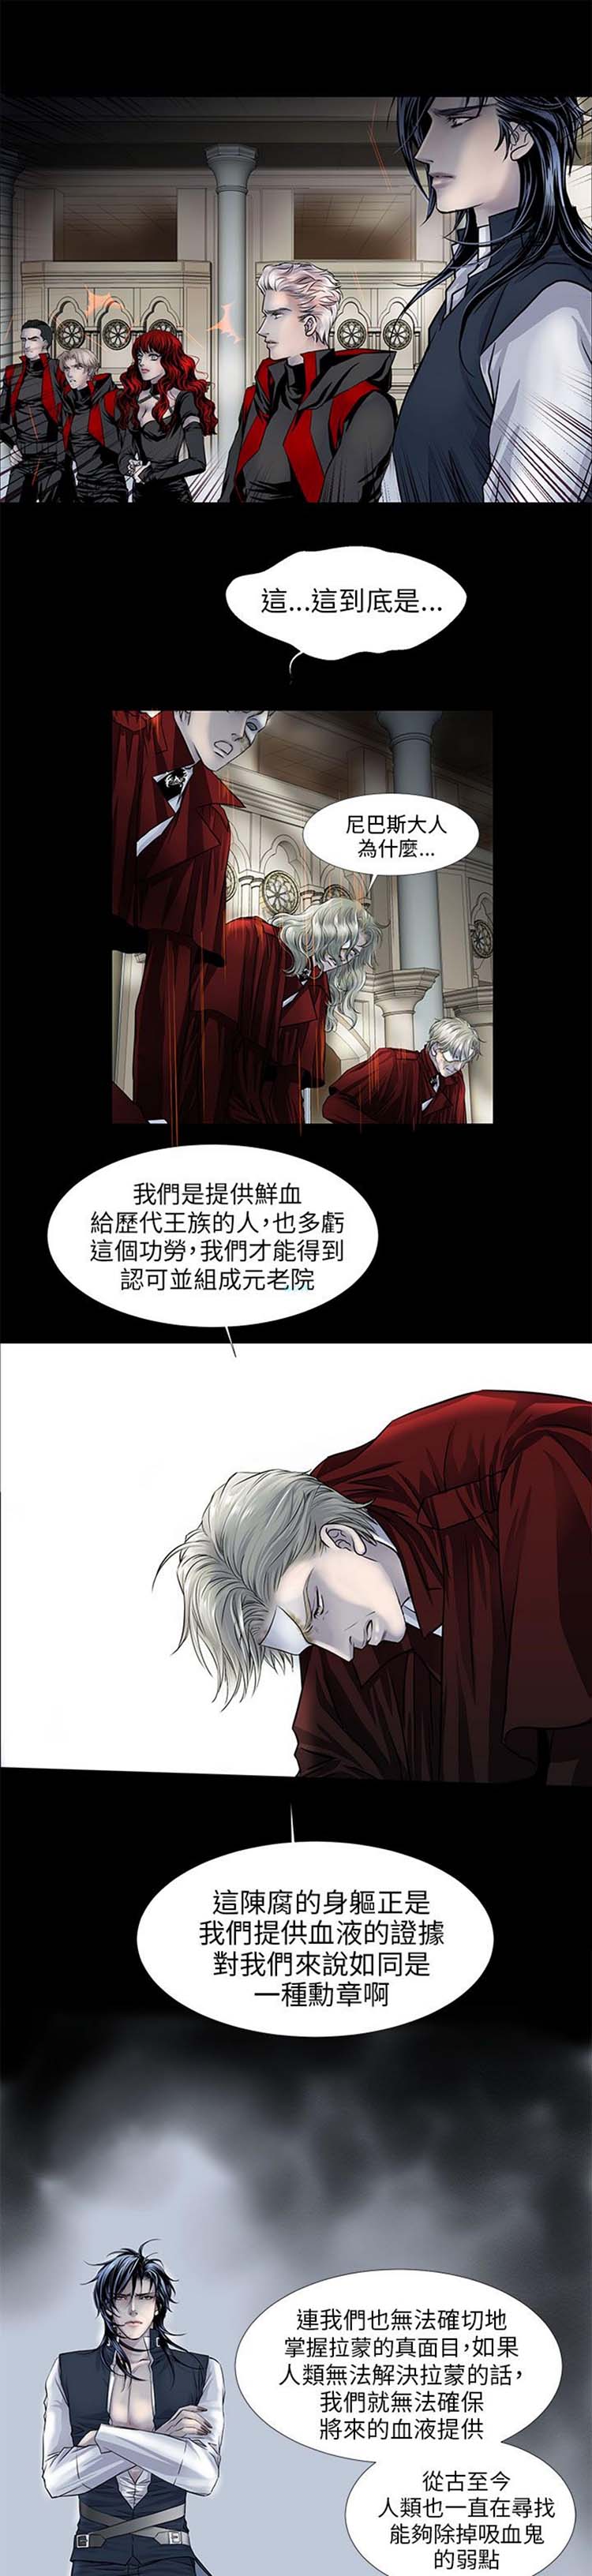 這...這到底是...
尼巴斯大人
為什麼...
我們是提供鮮血
給歷代王族的人,也多虧
這個功勞,我們才能得到
認可並組成元老院
這陳腐的身軀正是
我們提供血液的證據
對我們來說如同是
一種勳章啊
連我們也無法確切地
掌握拉蒙的真面目,如果
人類無法解決拉蒙的話,
我們就無法確保
將來的血液提供
從古至今
人類也一直在尋找
能夠除掉吸血鬼
的弱點